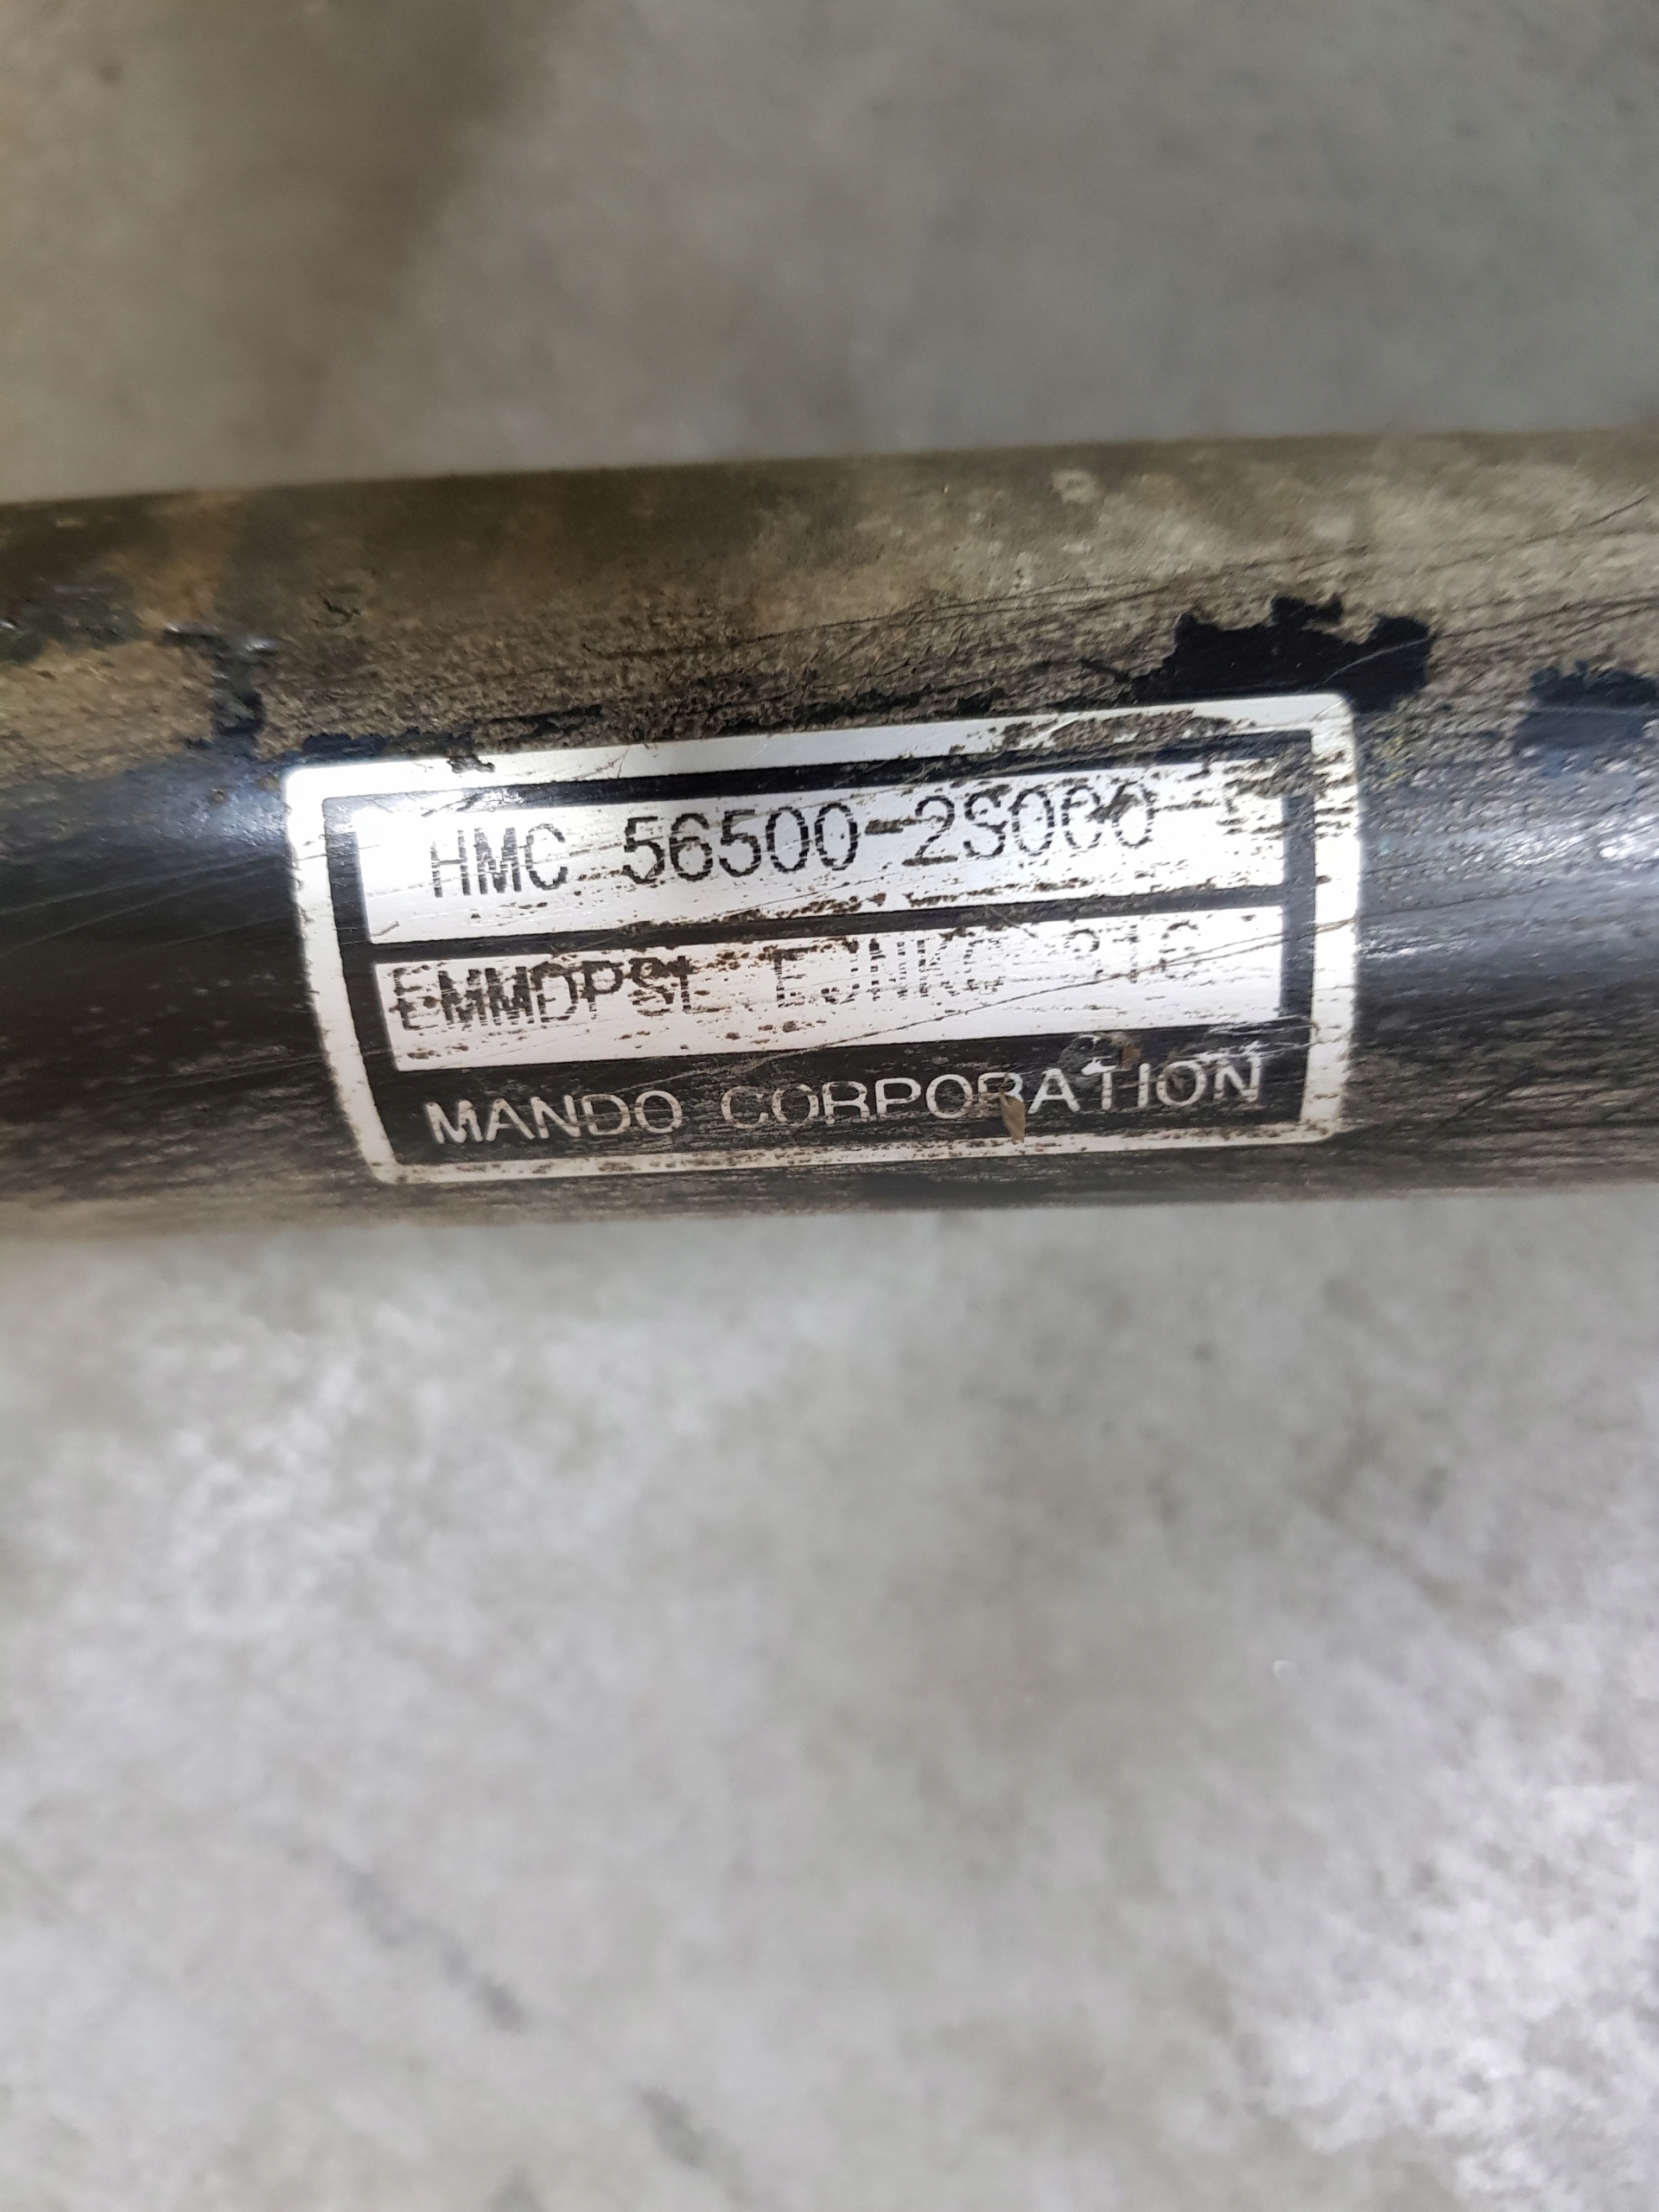 HMC 56500-2S000
EMMDPSL
MANDO CORPORATION